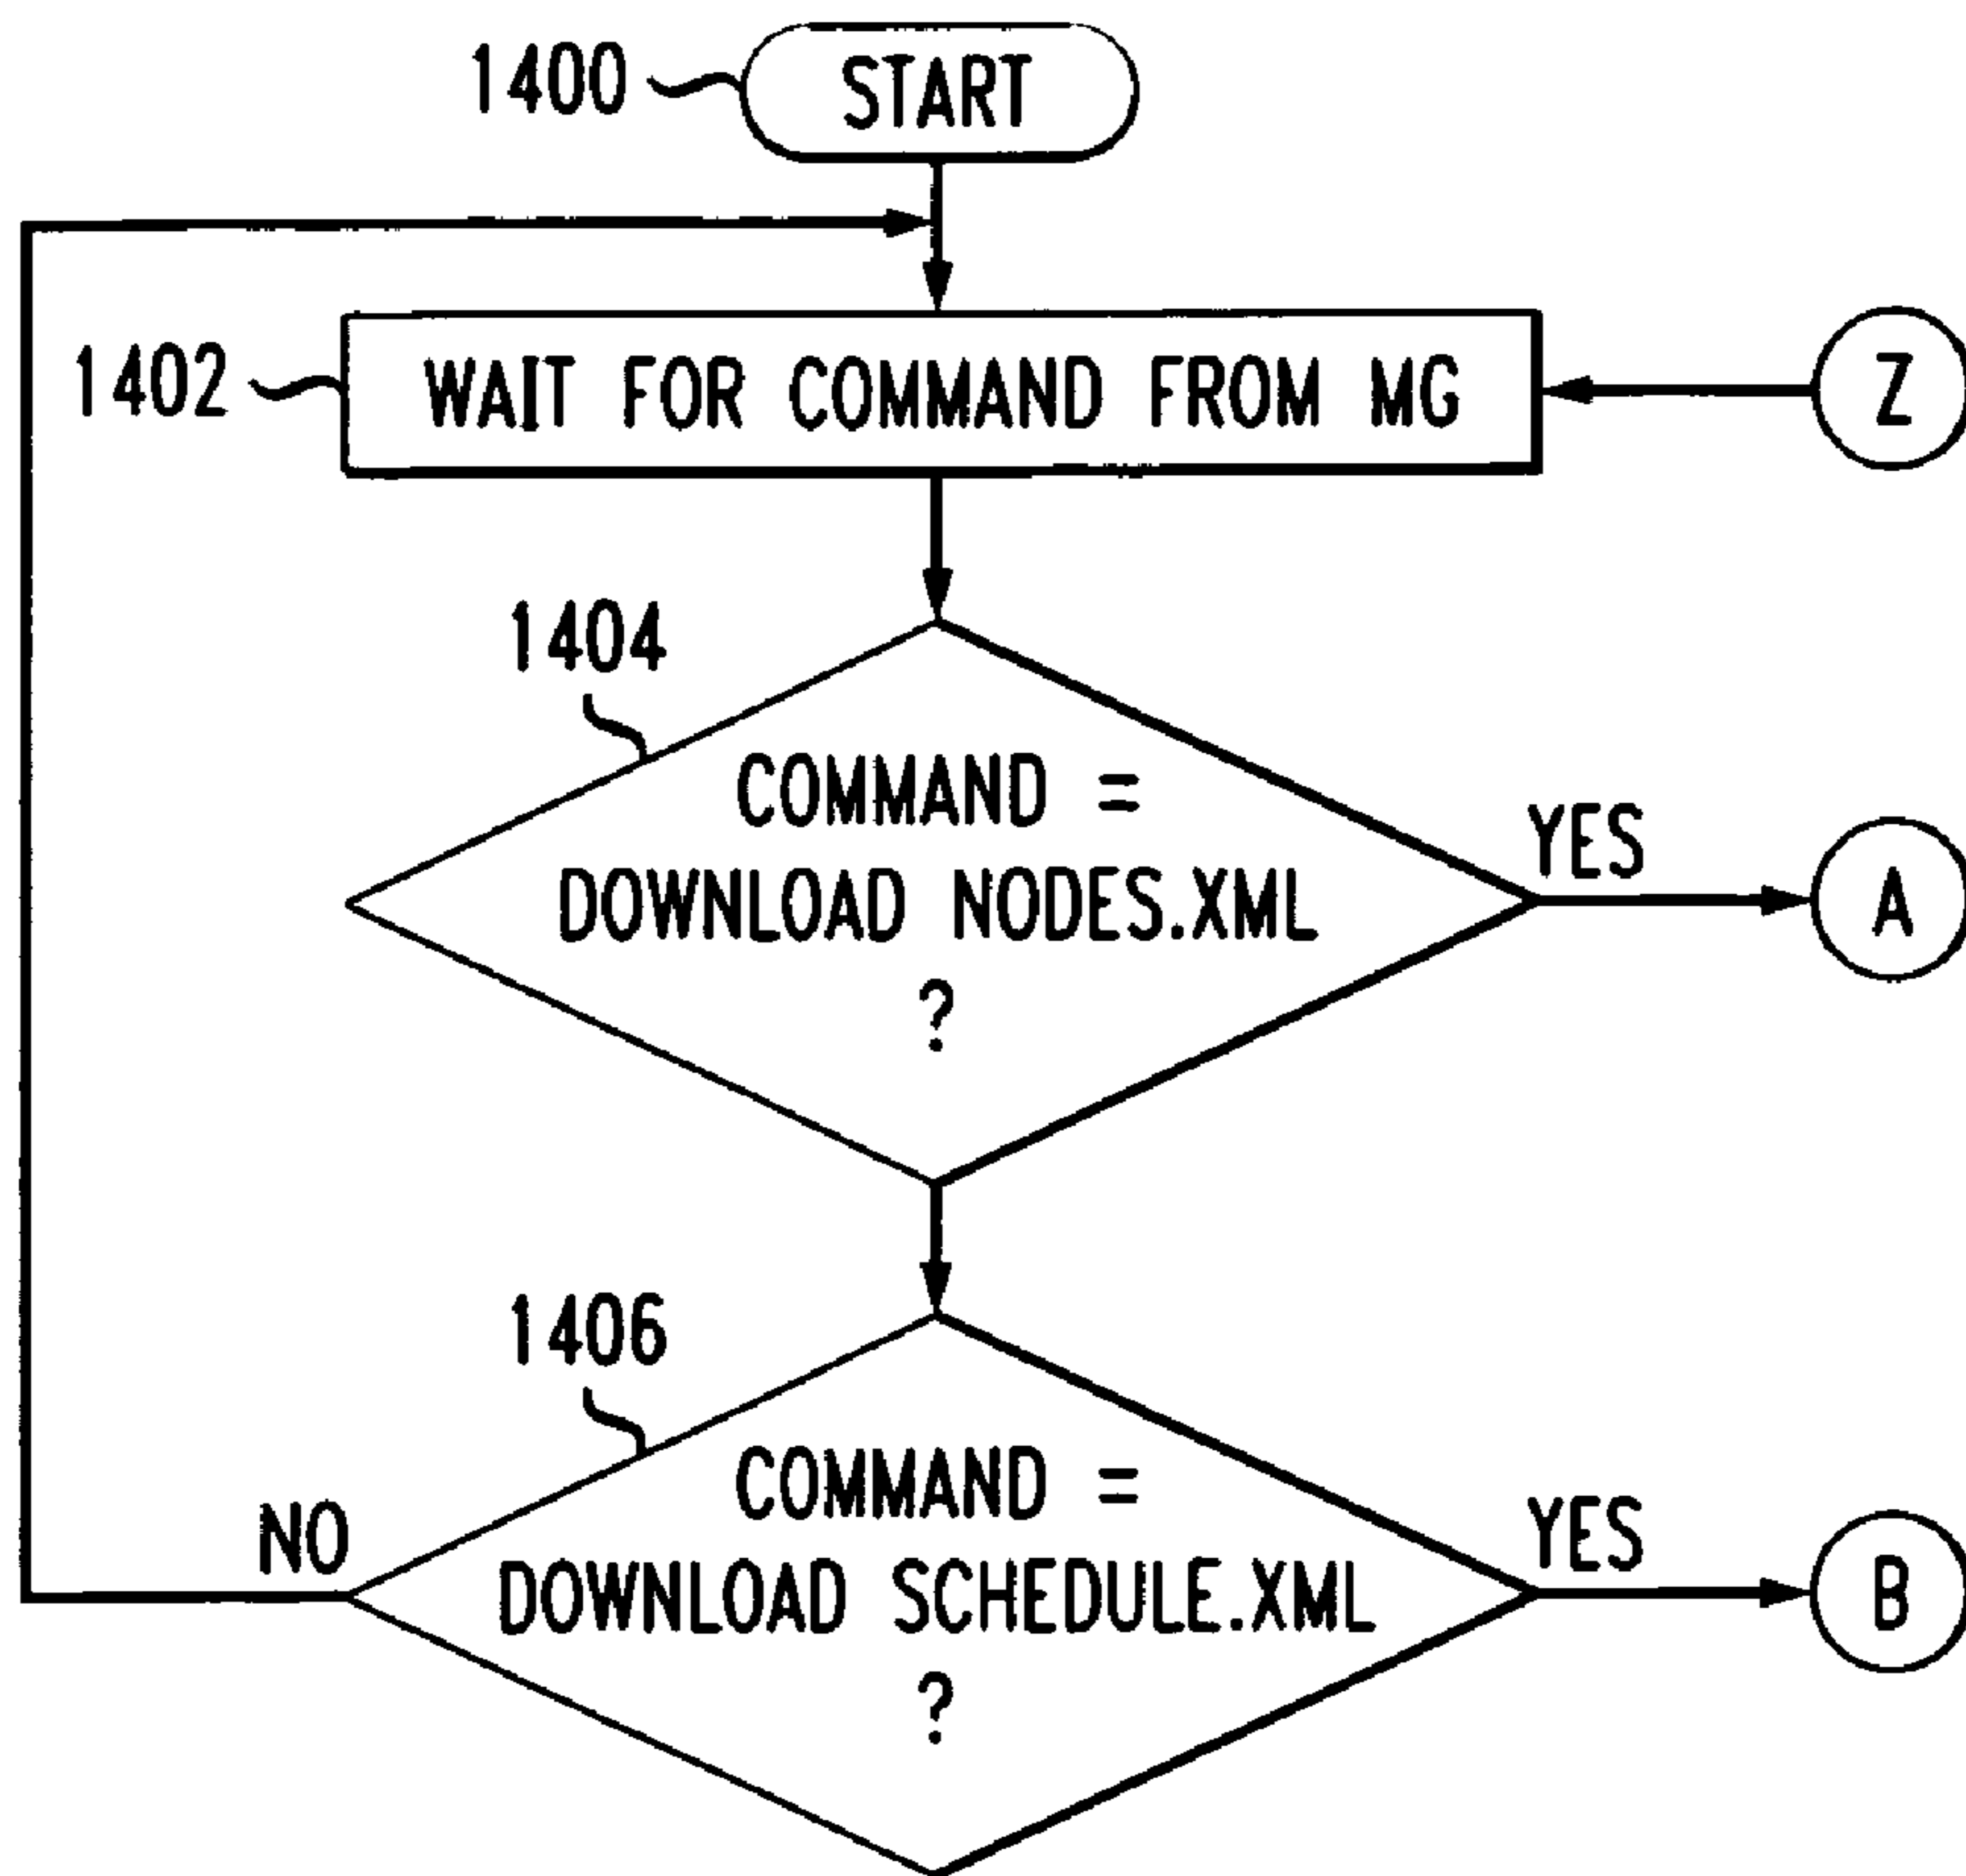 1400
START
1402
WAIT FOR COMMAND FROM MG
Z
1404
COMMAND =
DOWNLOAD NODES.XML
?
YES
A
1406
COMMAND =
DOWNLOAD SCHEDULE.XML
?
NO
YES
B